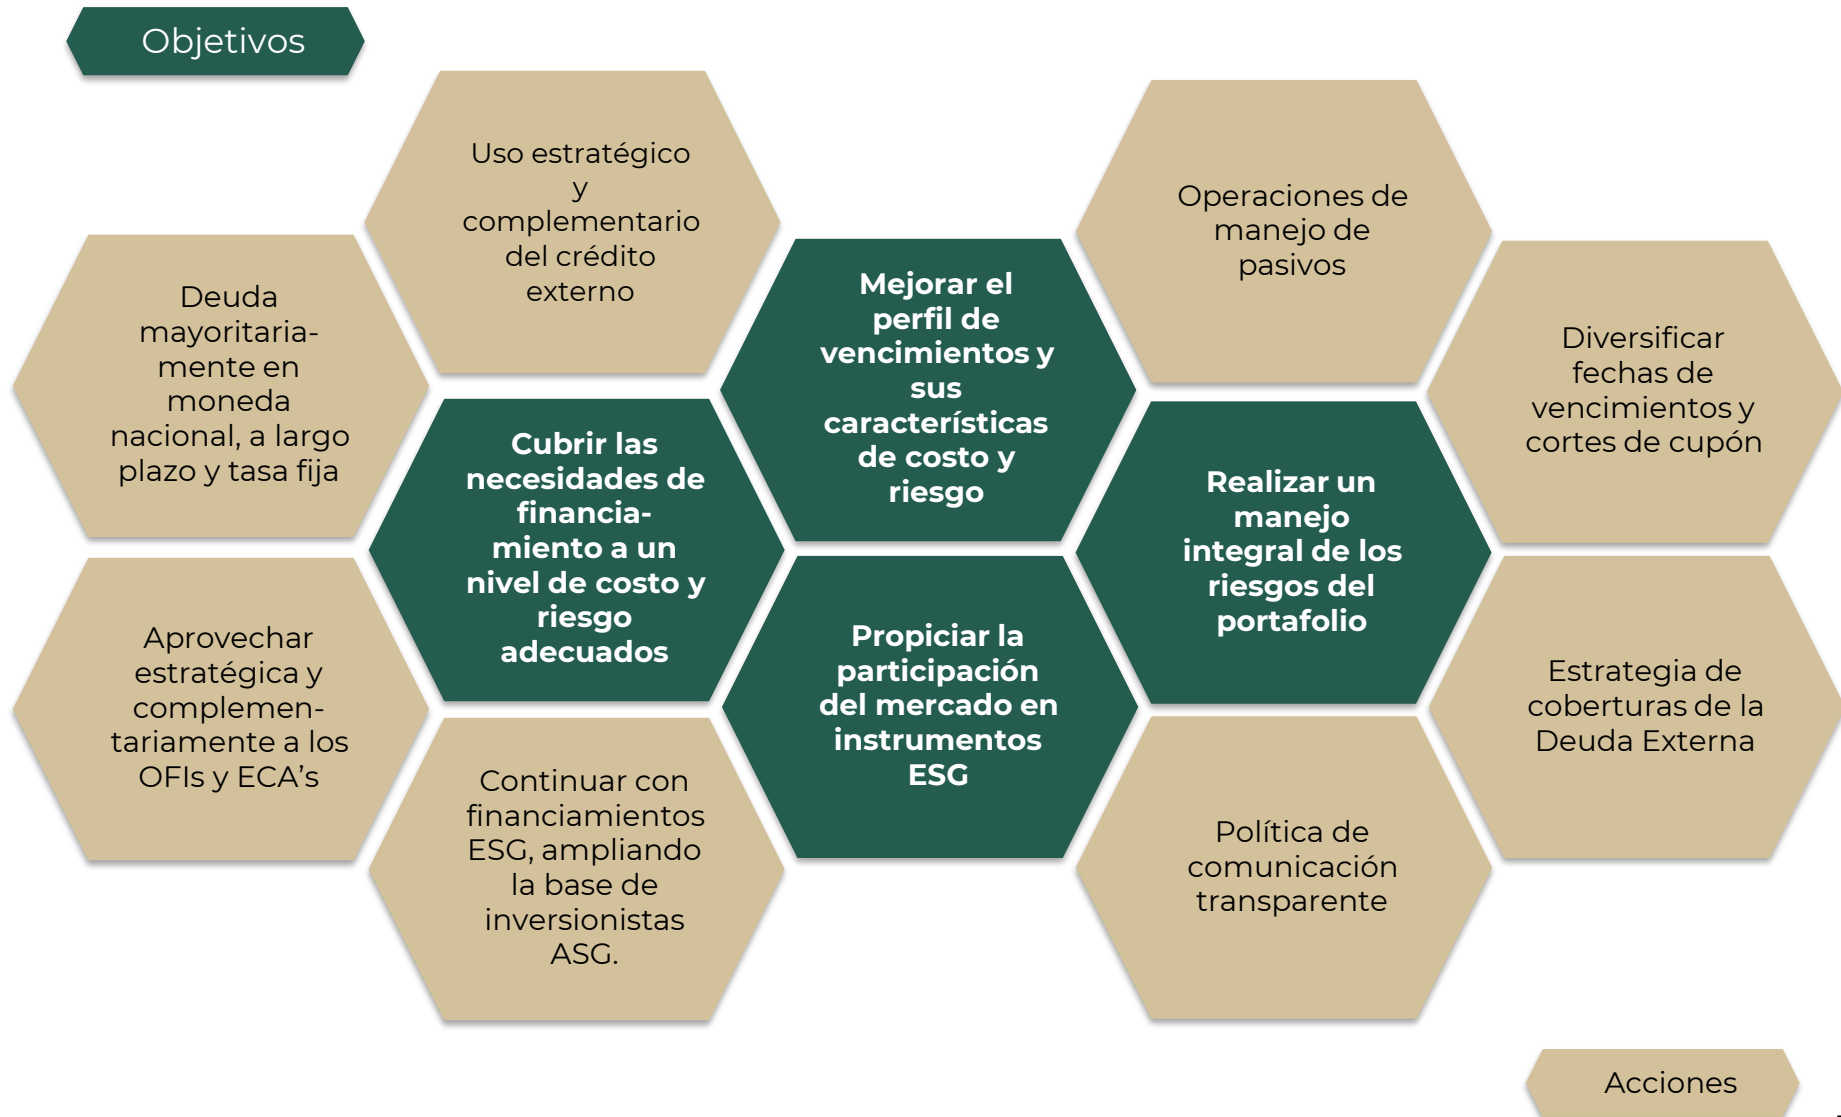 Objetivos
Uso estratégico
y
complementario
del crédito
externo
Operaciones de
manejo de
pasivos
Deuda
mayoritaria-
mente en
moneda
nacional, a largo
plazo y tasa fija
Mejorar el
perfil de
vencimientos y
sus
características
de costo y
riesgo
Diversificar
fechas de
vencimientos y
cortes de cupón
Cubrir las
necesidades de
financia-
miento a un
nivel de costo y
riesgo
adecuados
Realizar un
manejo
integral de los
riesgos del
portafolio
Aprovechar
estratégica y
complemen-
tariamente a los
OFIs y ECA’s
Propiciar la
participación
del mercado en
instrumentos
ESG
Estrategia de
coberturas de la
Deuda Externa
Continuar con
financiamientos
ESG, ampliando
la base de
inversionistas
ASG.
Política de
comunicación
transparente
Acciones